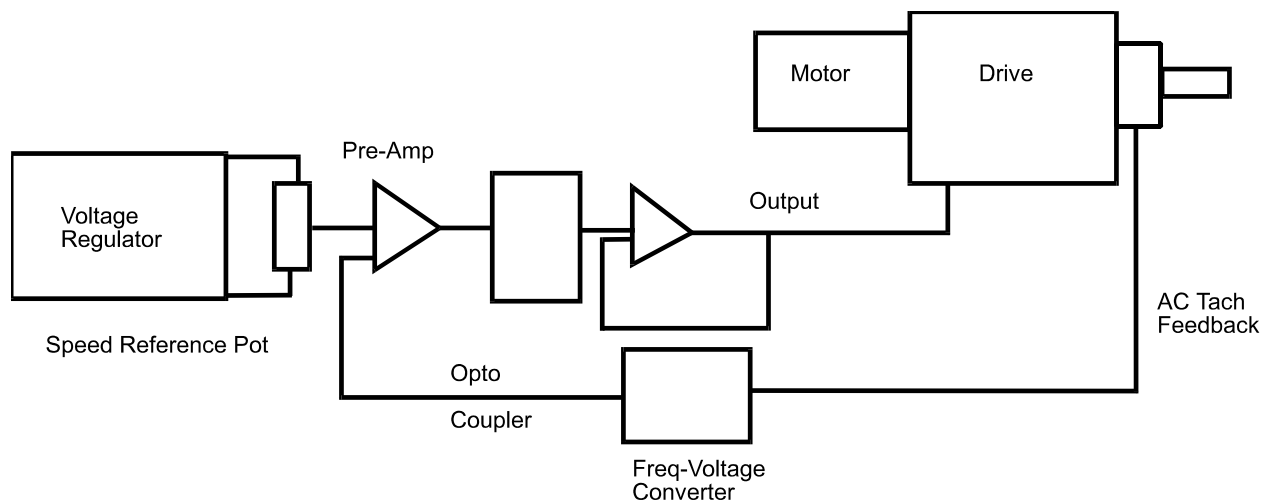 Motor
Drive
Pre-Amp
Voltage
Regulator
Output
Speed Reference Pot
AC Tach
Feedback
Opto
Coupler
Freq-Voltage
Converter